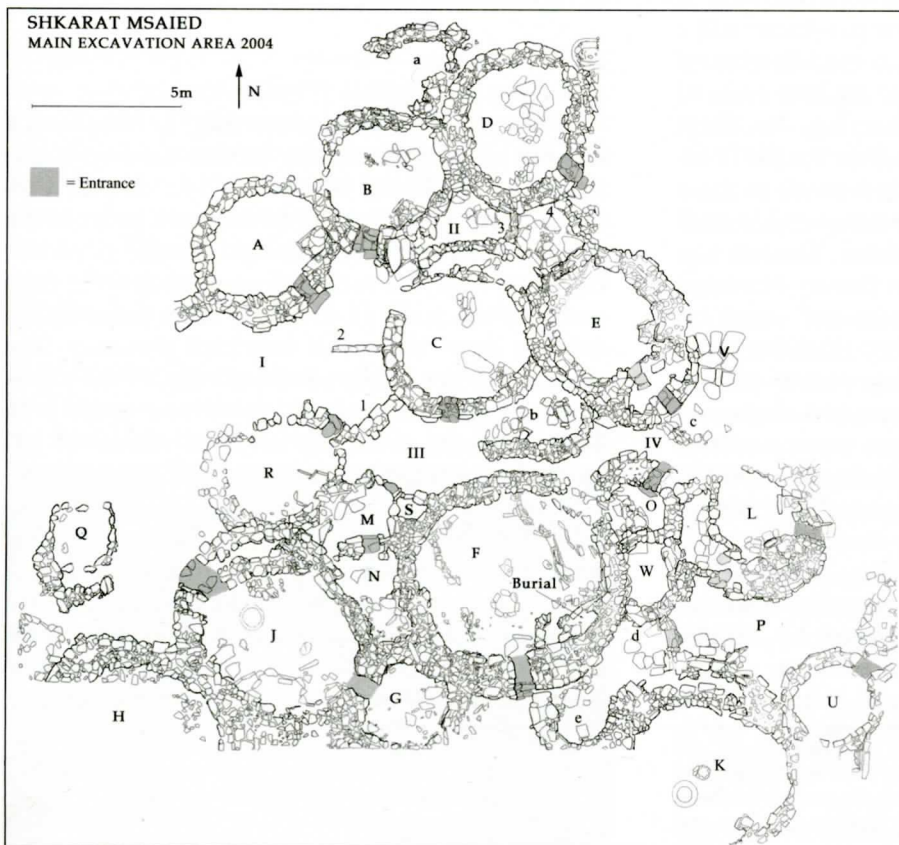 SHKARAT MSAIED
MAIN EXCAVATION AREA 2004
5m
N
= Entrance
a
D
B
II
3
4
A
E
2
C
V
I
1
b
c
III
IV
R
Q
M
S
O
L
F
N
W
Burial
P
d
J
G
H
e
U
K